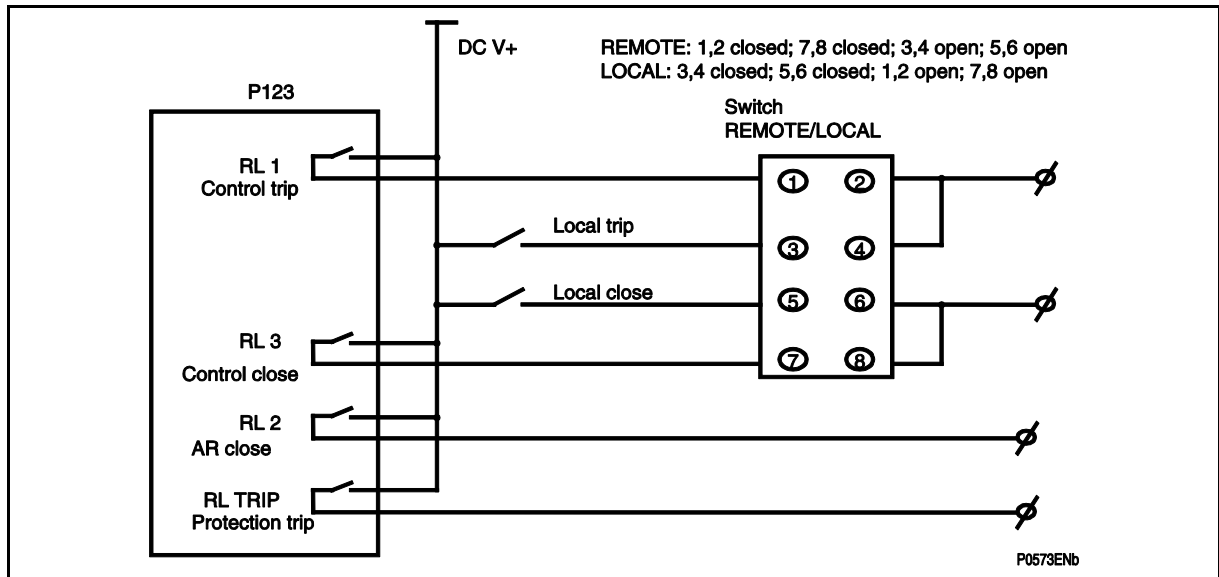 DC V+
REMOTE: 1,2 closed; 7,8 closed; 3,4 open; 5,6 open
LOCAL: 3,4 closed; 5,6 closed; 1,2 open; 7,8 open
P123
Switch
REMOTE/LOCAL
RL 1
Control trip
1 2
Local trip
3 4
Local close
5 6
RL 3
Control close
7 8
RL 2
AR close
RL TRIP
Protection trip
P0573ENb